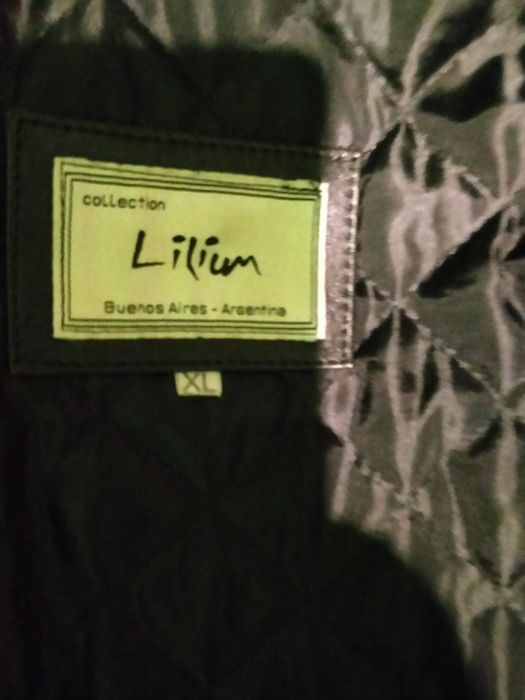 collection
Lilium
Buenos Aires - Argentina
XL